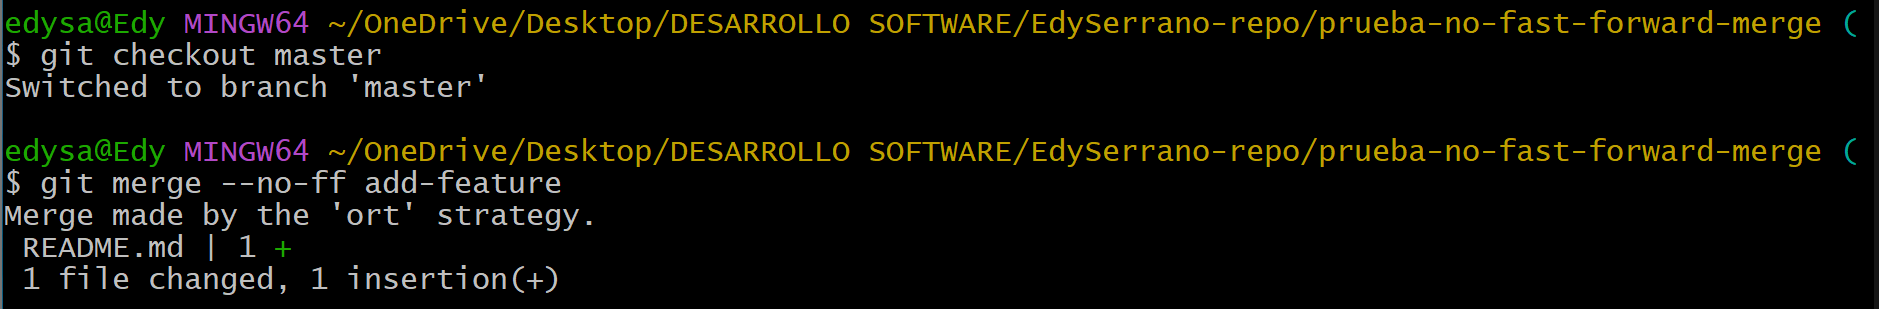 edysa@Edy MINGW64 ~/OneDrive/Desktop/DESARROLLO SOFTWARE/EdySerrano-repo/prueba-no-fast-forward-merge (
$ git checkout master
Switched to branch 'master'
edysa@Edy MINGW64 ~/OneDrive/Desktop/DESARROLLO SOFTWARE/EdySerrano-repo/prueba-no-fast-forward-merge (
$ git merge --no-ff add-feature
Merge made by the 'ort' strategy.
README.md | 1 +
1 file changed, 1 insertion(+)